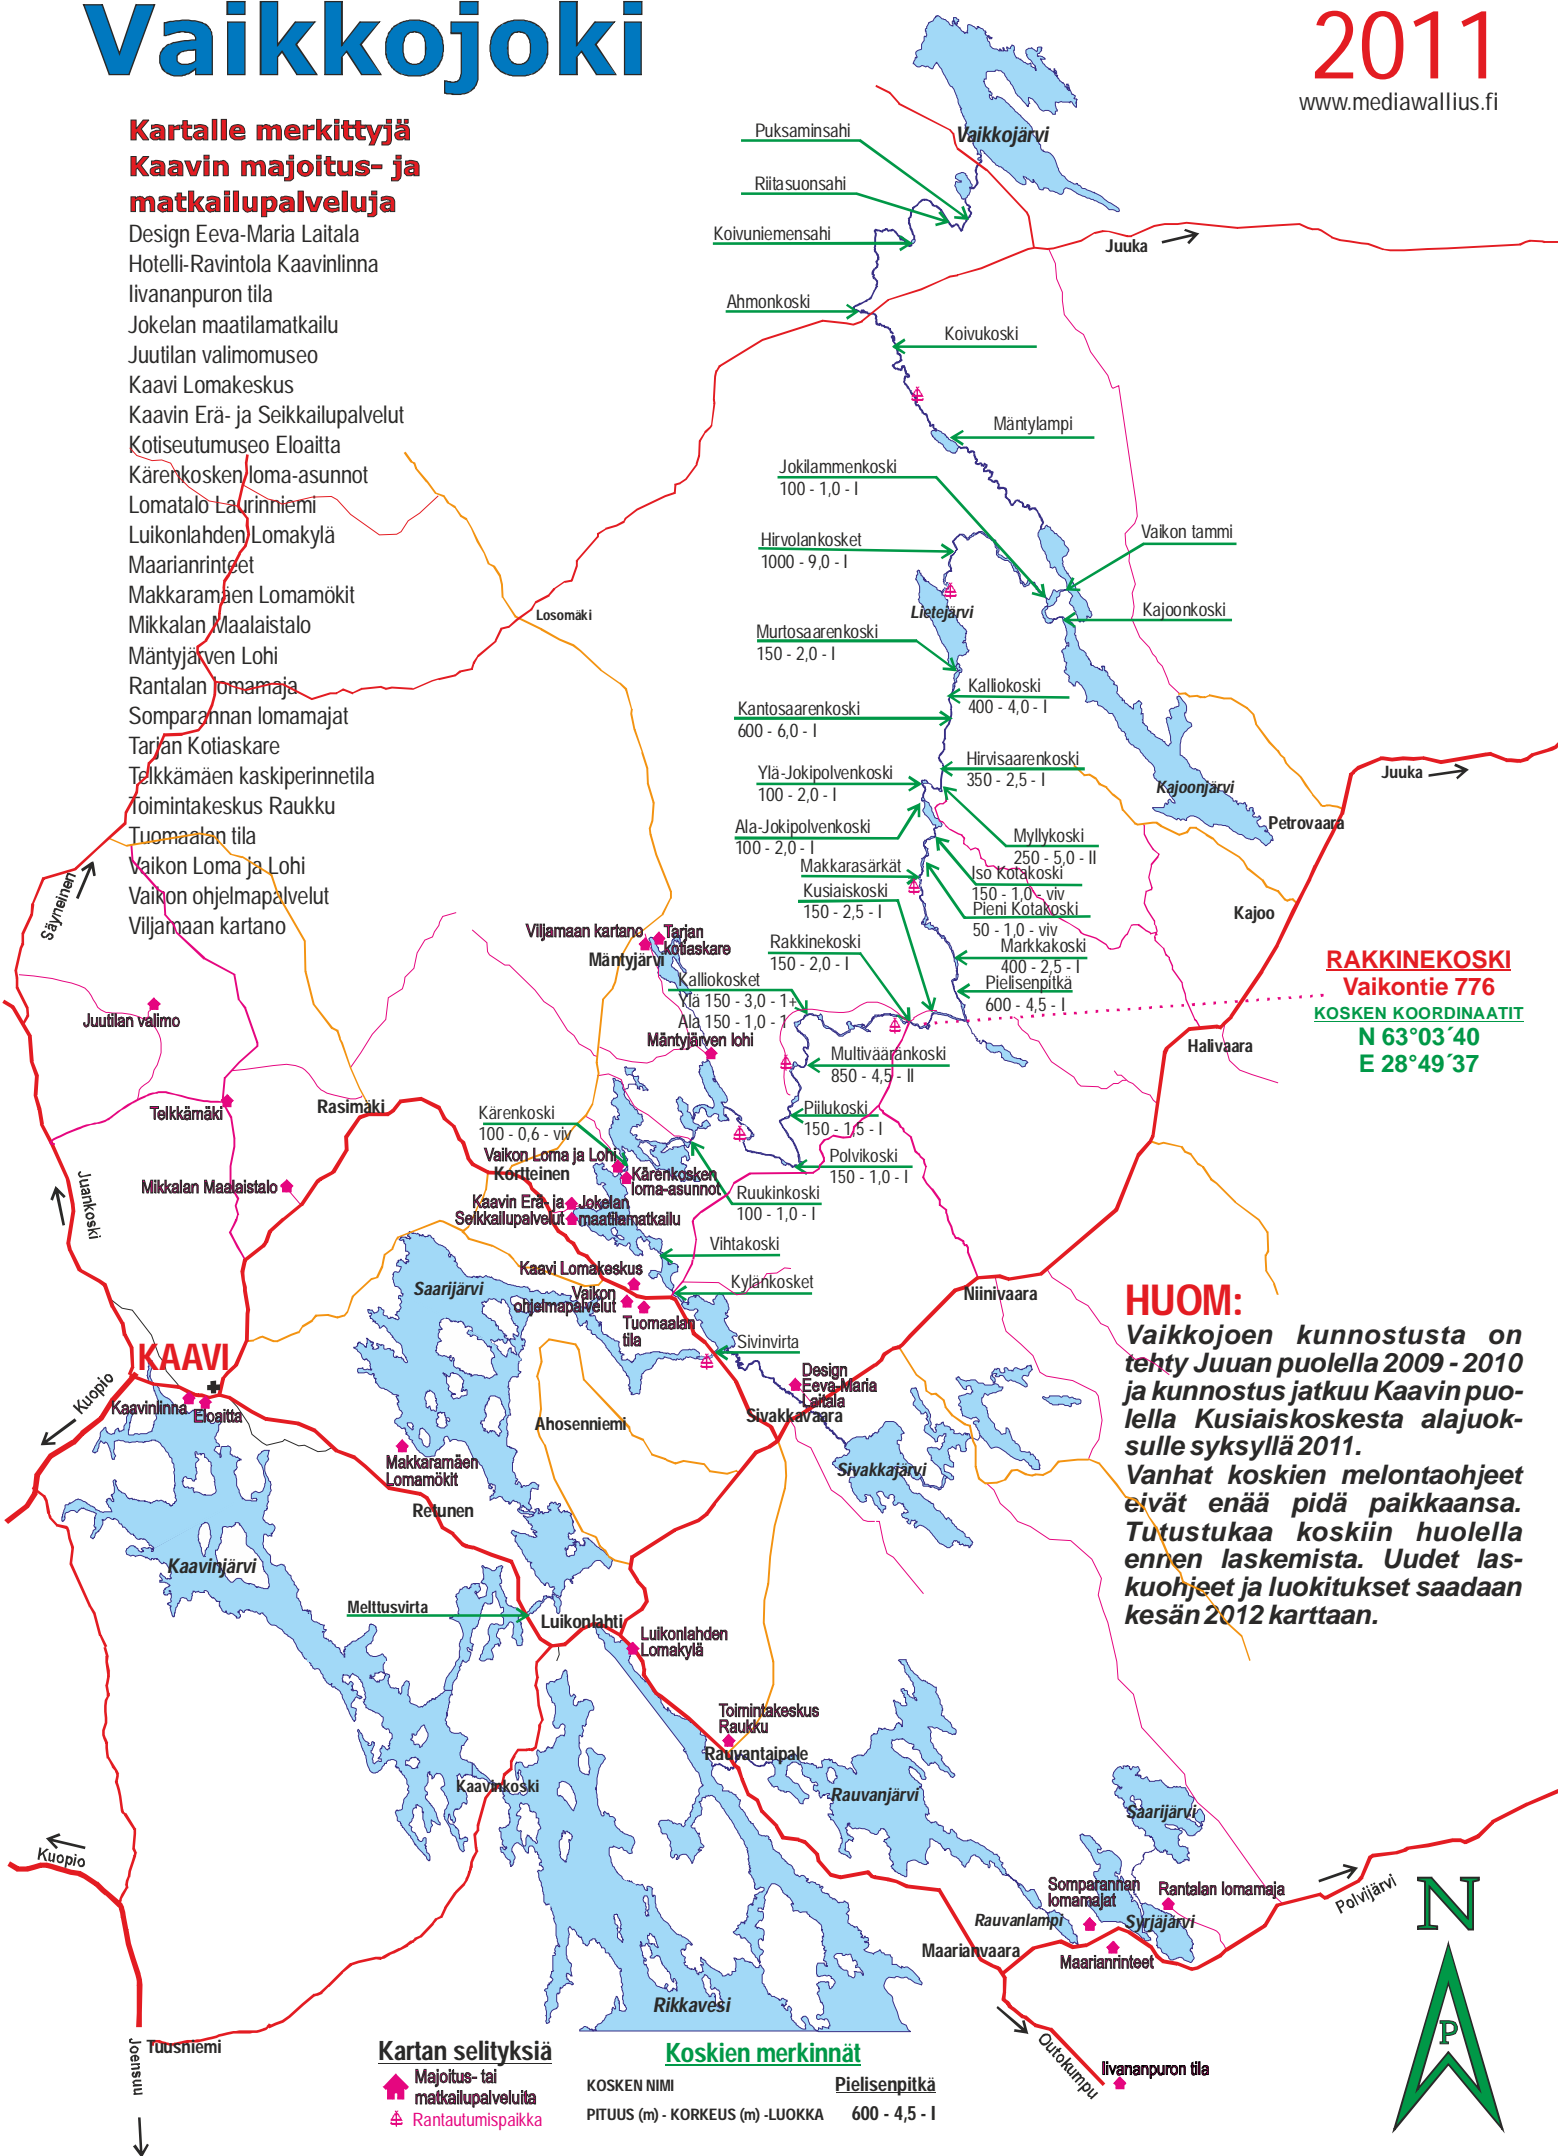 Vaikkojoki
2011
www.mediawallius.fi
Kartalle merkittyjä
Kaavin majoitus- ja
matkailupalveluja
Design Eeva-Maria Laitala
Hotelli-Ravintola Kaavinlinna
Iivananpuron tila
Jokelan maatilamatkailu
Juutilan valimomuseo
Kaavi Lomakeskus
Kaavin Erä- ja Seikkailupalvelut
Kotiseutumuseo Eloaitta
Kärenkosken loma-asunnot
Lomatalo Laurinniemi
Luikonlahden Lomakylä
Maarianrinteet
Makkaramäen Lomamökit
Mikkalan Maalaistalo
Mäntyjärven Lohi
Rantalan lomamaja
Somparannan lomamajat
Tarjan Kotiaskare
Telkkämäen kaskiperinnetila
Toimintakeskus Raukku
Tuomaalan tila
Vaikon Loma ja Lohi
Vaikon ohjelmapalvelut
Viljamaan kartano
Puksaminsahi
Vaikkojärvi
Riitasuonsahi
Koivuniemensahi
Juuka
Ahmonkoski
Koivukoski
Mäntylampi
Jokilammenkoski
100 - 1,0 - I
Hirvolankosket
1000 - 9,0 - I
Vaikon tammi
Lietejärvi
Kajoonkoski
Losomäki
Murtosaarenkoski
150 - 2,0 - I
Kalliokoski
400 - 4,0 - I
Kantosaarenkoski
600 - 6,0 - I
Hirvisaarenkoski
350 - 2,5 - I
Ylä-Jokipolvenkoski
100 - 2,0 - I
Kajoonjärvi
Juuka
Petrovaara
Ala-Jokipolvenkoski
100 - 2,0 - I
Myllykoski
250 - 5,0 - II
Makkarasärkät
Iso Kotakoski
150 - 1,0 - viv
Kusiaiskoski
150 - 2,5 - I
Pieni Kotakoski
50 - 1,0 - viv
Kajoo
Säyneinen
Viljamaan kartano
Tarjan
kotiaskare
Mäntyjärvi
Rakkinekoski
150 - 2,0 - I
Markkakoski
400 - 2,5 - I
Kalliokosket
Ylä 150 - 3,0 - 1+
Ala 150 - 1,0 - 1
Pielisenpitkä
600 - 4,5 - I
RAKKINEKOSKI
Vaikontie 776
KOSKEN KOORDINAATIT
N 63°03´40
E 28°49´37
Juutilan valimo
Mäntyjärven lohi
Halivaara
Multivääränkoski
850 - 4,5 - II
Telkkämäki
Rasimäki
Kärenkoski
100 - 0,6 - viv
Piilukoski
150 - 1,5 - I
Vaikon Loma ja Lohi
Kortteinen
Kärenkosken
loma-asunnot
Polvikoski
150 - 1,0 - I
Juankoski
Mikkalan Maalaistalo
Kaavin Erä- ja
Seikkailupalvelut
Jokelan
maatilamatkailu
Ruukinkoski
100 - 1,0 - I
Vihtakoski
Kaavi Lomakeskus
Kylänkosket
Saarijärvi
Vaikon
ohjelmapalvelut
Tuomaalan
tila
Niinivaara
Sivinvirta
HUOM:
Vaikkojoen kunnostusta on
tehty Juuan puolella 2009 - 2010
ja kunnostus jatkuu Kaavin puo-
lella Kusiaiskoskesta alajuok-
sulle syksyllä 2011.
Vanhat koskien melontaohjeet
eivät enää pidä paikkaansa.
Tutustukaa koskiin huolella
ennen laskemista. Uudet las-
kuohjeet ja luokitukset saadaan
kesän 2012 karttaan.
KAAVI
Kuopio
Kaavinlinna
Eloaitta
Design
Eeva-Maria
Laitala
Sivakkavaara
Ahosenniemi
Makkaramäen
Lomamökit
Sivakkajärvi
Retunen
Kaavinjärvi
Melttusvirta
Luikonlahti
Luikonlahden
Lomakylä
Toimintakeskus
Raukku
Rauvantaipale
Kaavinkoski
Rauvanjärvi
Saarijärvi
Kuopio
Somparannan
lomamajat
Rantalan lomamaja
Polvijärvi
Rauvanlampi
Syrjäjärvi
Maarianvaara
Maarianrinteet
Rikkavesi
Tuusniemi
Joensuu
Outokumpu
Iivananpuron tila
N
P
Kartan selityksiä
Majoitus- tai
matkailupalveluita
Rantautumispaikka
Koskien merkinnät
KOSKEN NIMI
Pielisenpitkä
PITUUS (m) - KORKEUS (m) -LUOKKA
600 - 4,5 - I